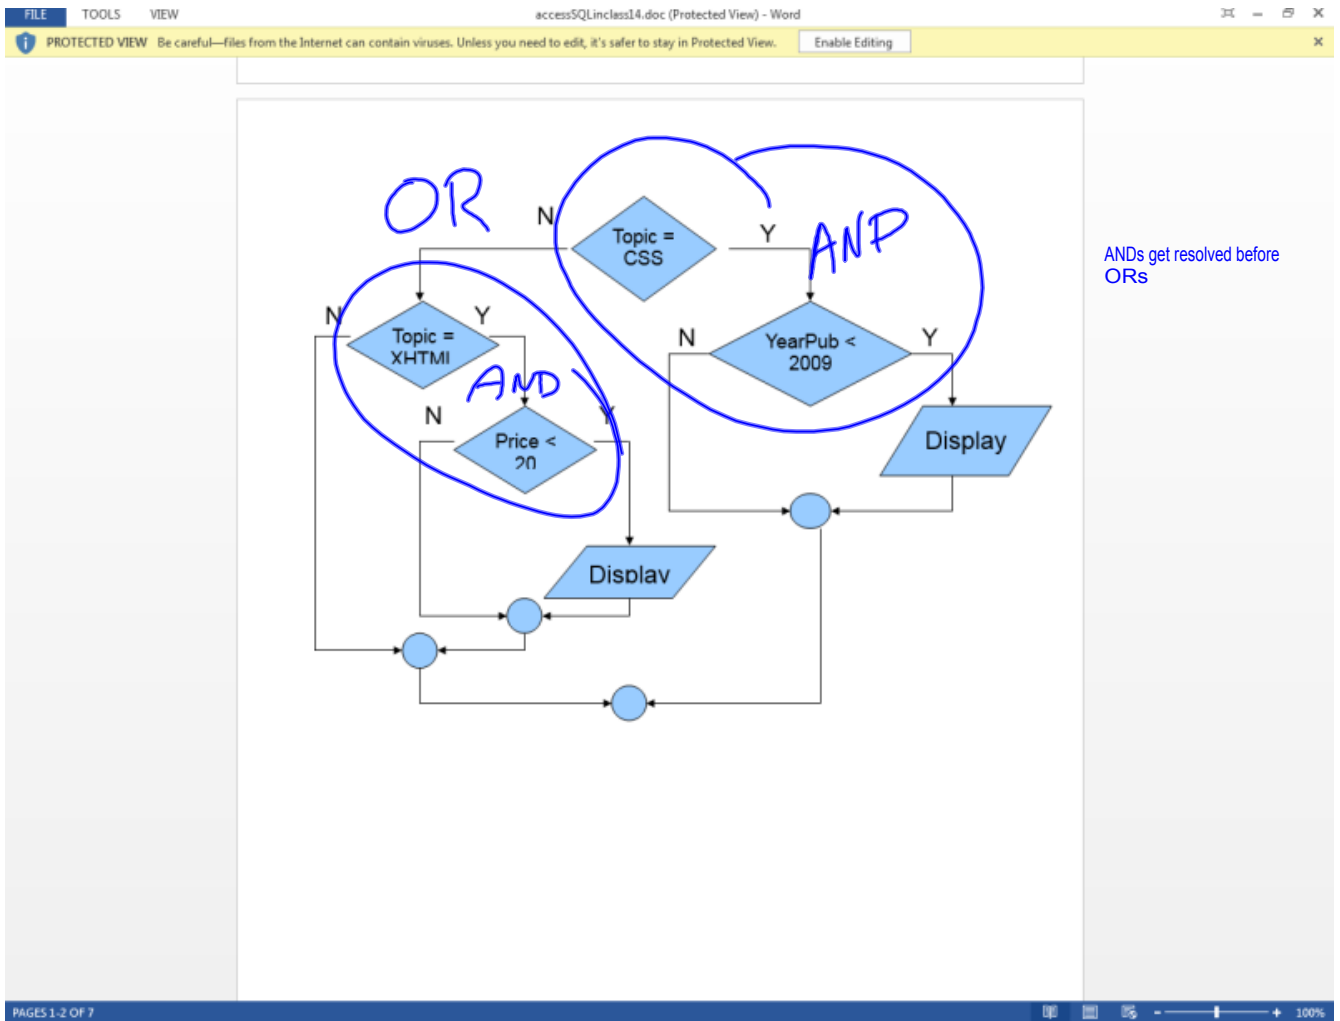 FILE TOOLS VIEW accessSQLinclass14.doc (Protected View) - Word
PROTECTED VIEW Be careful—files from the Internet can contain viruses. Unless you need to edit, it's safer to stay in Protected View. Enable Editing
OR
N
Topic =
CSS
Y
AND
ANDs get resolved before
ORs
N
Topic =
XHTML
Y
N
YearPub <
2009
Y
AND
N
Price <
20
Y
Display
Display
PAGES 1-2 OF 7 100%